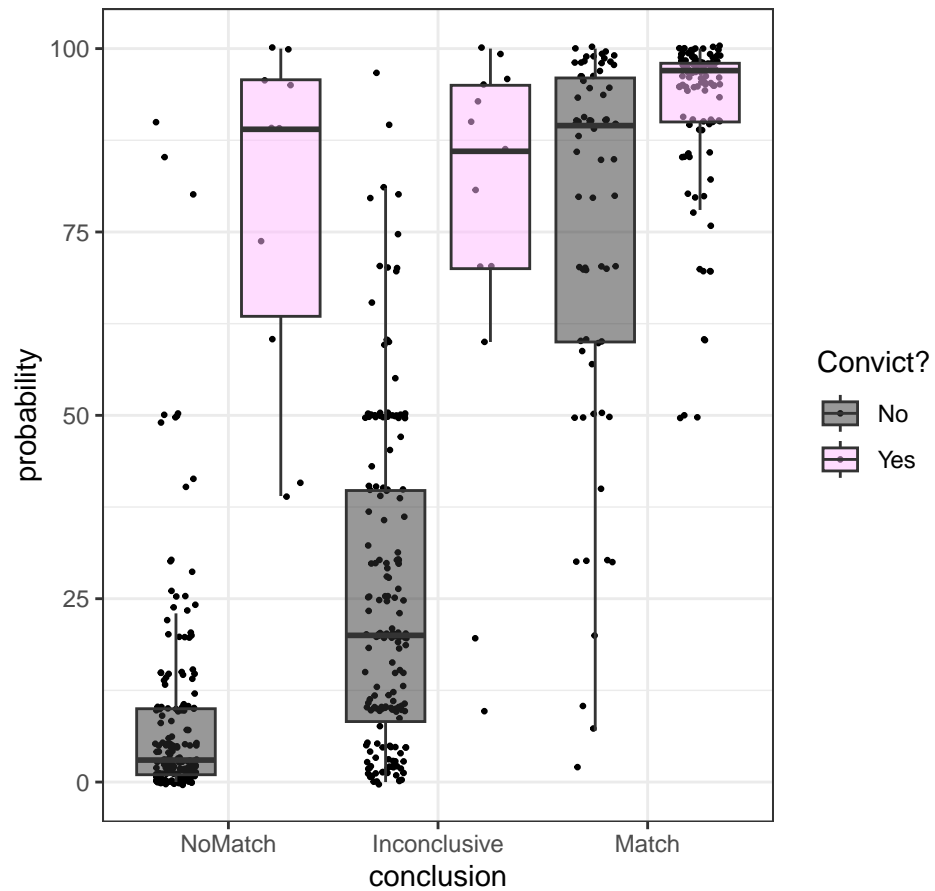 100
75
50
25
0
probability
NoMatch
Inconclusive
Match
conclusion
Convict?
No
Yes